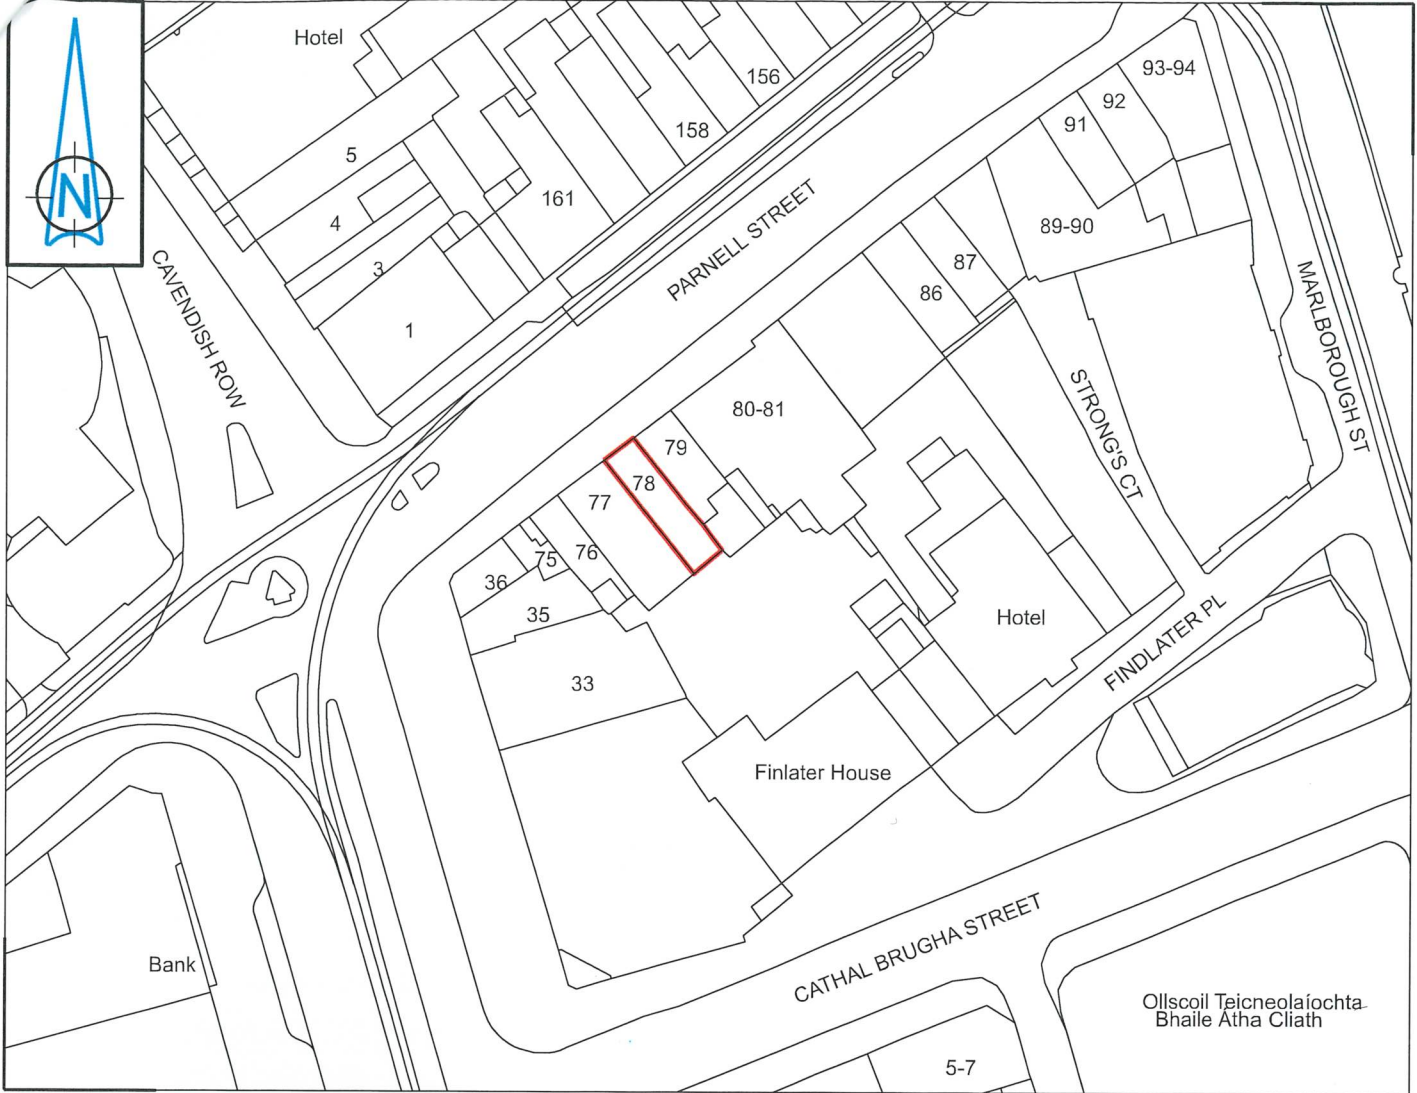 Hotel
N
156
93-94
92
91
158
5
161
4
89-90
3
87
86
1
CAVENDISH ROW
PARNELL STREET
MARLBOROUGH ST
STRONG'S CT
80-81
79
78
77
76
75
36
35
33
Hotel
FINDLATER PL
Finlater House
CATHAL BRUGHA STREET
Bank
Ollscoil Teicneolaíochta
Bhaile Átha Cliath
5-7